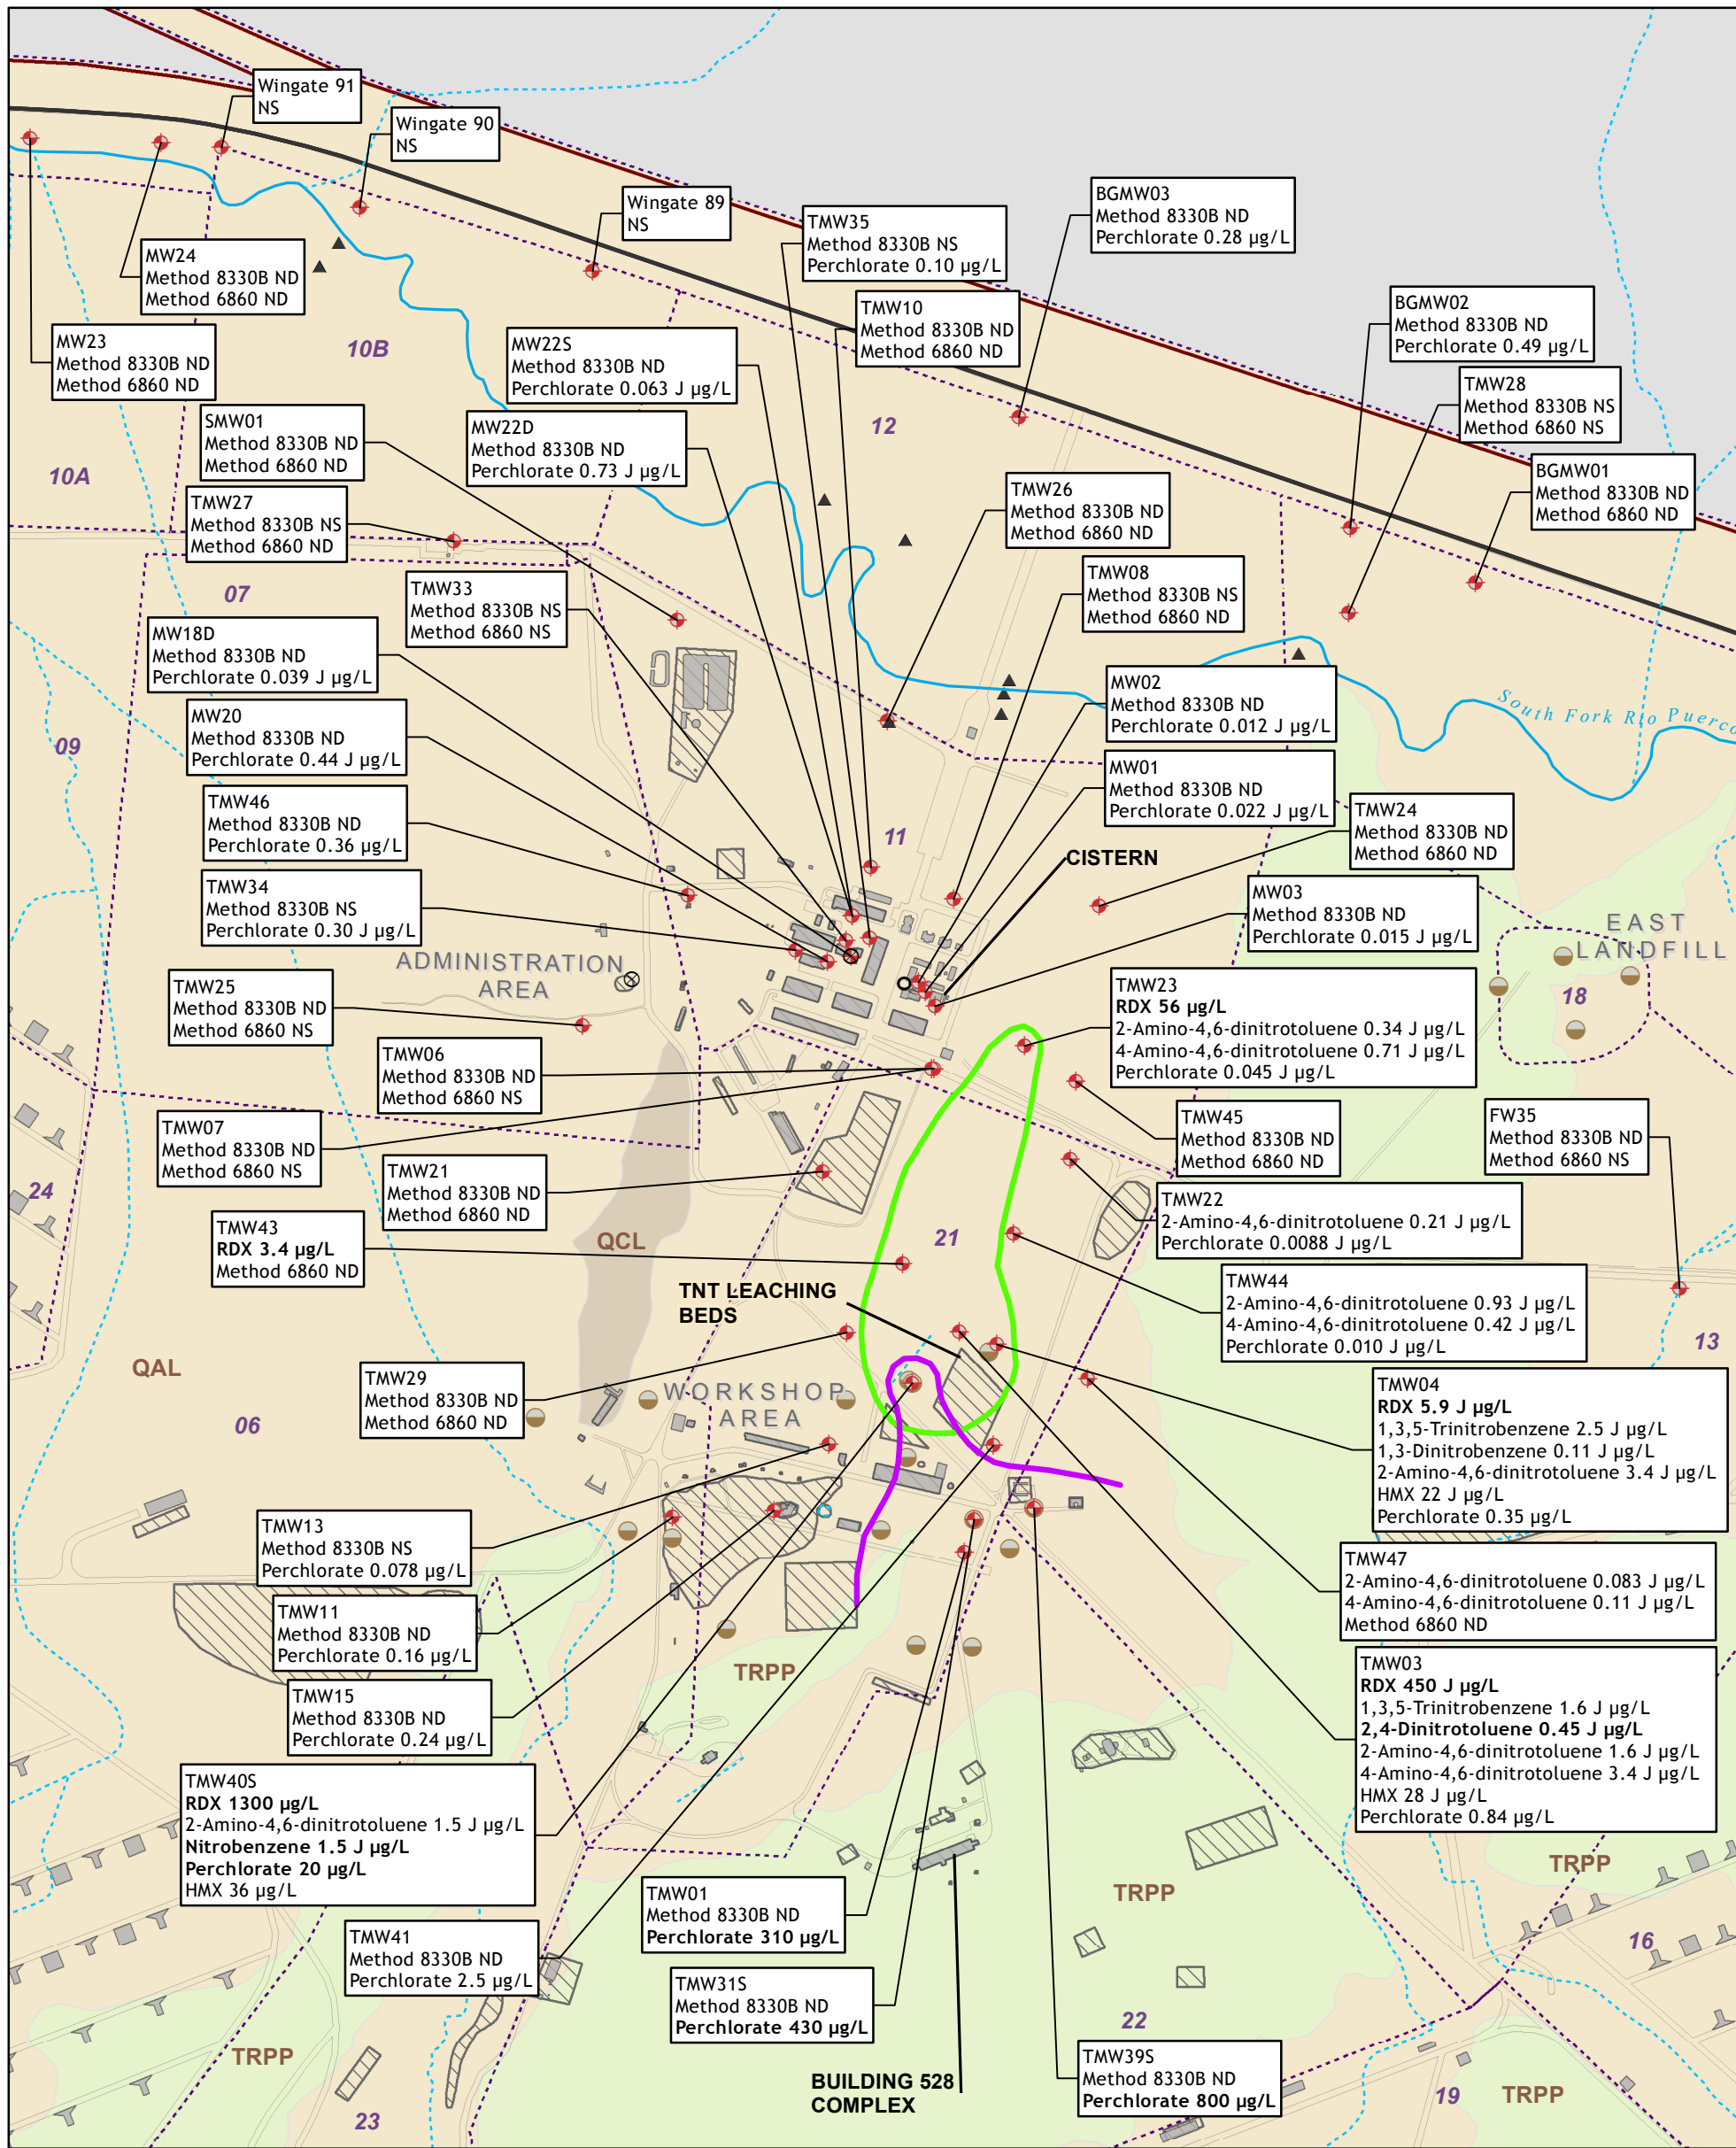 Wingate 91
NS
Wingate 90
NS
Wingate 89
NS
BGMW03
Method 8330B ND
Perchlorate 0.28 µg/L
TMW35
Method 8330B NS
Perchlorate 0.10 µg/L
MW24
Method 8330B ND
Method 6860 ND
TMW10
Method 8330B ND
Method 6860 ND
BGMW02
Method 8330B ND
Perchlorate 0.49 µg/L
MW23
Method 8330B ND
Method 6860 ND
10B
MW22S
Method 8330B ND
Perchlorate 0.063 J µg/L
TMW28
Method 8330B NS
Method 6860 NS
SMW01
Method 8330B ND
Method 6860 ND
MW22D
Method 8330B ND
Perchlorate 0.73 J µg/L
12
10A
BGMW01
Method 8330B ND
Method 6860 ND
TMW27
Method 8330B NS
Method 6860 ND
TMW26
Method 8330B ND
Method 6860 ND
07
TMW33
Method 8330B NS
Method 6860 NS
TMW08
Method 8330B NS
Method 6860 ND
MW18D
Method 8330B ND
Perchlorate 0.039 J µg/L
MW02
Method 8330B ND
Perchlorate 0.012 J µg/L
South Fork Rio Puerco
MW20
Method 8330B ND
Perchlorate 0.44 J µg/L
09
MW01
Method 8330B ND
Perchlorate 0.022 J µg/L
TMW46
Method 8330B ND
Perchlorate 0.36 µg/L
11
TMW24
Method 8330B ND
Method 6860 ND
CISTERN
TMW34
Method 8330B NS
Perchlorate 0.30 J µg/L
MW03
Method 8330B ND
Perchlorate 0.015 J µg/L
EAST
LANDFILL
18
ADMINISTRATION
AREA
TMW25
Method 8330B ND
Method 6860 NS
TMW23
RDX 56 µg/L
2-Amino-4,6-dinitrotoluene 0.34 J µg/L
4-Amino-4,6-dinitrotoluene 0.71 J µg/L
Perchlorate 0.045 J µg/L
TMW06
Method 8330B ND
Method 6860 NS
TMW07
Method 8330B ND
Method 6860 NS
TMW45
Method 8330B ND
Method 6860 ND
FW35
Method 8330B ND
Method 6860 NS
TMW21
Method 8330B ND
Method 6860 ND
24
TMW22
2-Amino-4,6-dinitrotoluene 0.21 J µg/L
Perchlorate 0.0088 J µg/L
TMW43
RDX 3.4 µg/L
Method 6860 ND
QCL
21
TMW44
2-Amino-4,6-dinitrotoluene 0.93 J µg/L
4-Amino-4,6-dinitrotoluene 0.42 J µg/L
Perchlorate 0.010 J µg/L
TNT LEACHING
BEDS
13
QAL
TMW29
Method 8330B ND
Method 6860 ND
WORKSHOP
AREA
06
TMW04
RDX 5.9 J µg/L
1,3,5-Trinitrobenzene 2.5 J µg/L
1,3-Dinitrobenzene 0.11 J µg/L
2-Amino-4,6-dinitrotoluene 3.4 J µg/L
HMX 22 J µg/L
Perchlorate 0.35 µg/L
TMW13
Method 8330B NS
Perchlorate 0.078 µg/L
TMW47
2-Amino-4,6-dinitrotoluene 0.083 J µg/L
4-Amino-4,6-dinitrotoluene 0.11 J µg/L
Method 6860 ND
TMW11
Method 8330B ND
Perchlorate 0.16 µg/L
TRPP
TMW03
RDX 450 J µg/L
1,3,5-Trinitrobenzene 1.6 J µg/L
2,4-Dinitrotoluene 0.45 J µg/L
2-Amino-4,6-dinitrotoluene 1.6 J µg/L
4-Amino-4,6-dinitrotoluene 3.4 J µg/L
HMX 28 J µg/L
Perchlorate 0.84 µg/L
TMW15
Method 8330B ND
Perchlorate 0.24 µg/L
TMW40S
RDX 1300 µg/L
2-Amino-4,6-dinitrotoluene 1.5 J µg/L
Nitrobenzene 1.5 J µg/L
Perchlorate 20 µg/L
HMX 36 µg/L
TRPP
TMW01
Method 8330B ND
Perchlorate 310 µg/L
TRPP
TMW41
Method 8330B ND
Perchlorate 2.5 µg/L
16
TMW31S
Method 8330B ND
Perchlorate 430 µg/L
22
TRPP
TMW39S
Method 8330B ND
Perchlorate 800 µg/L
BUILDING 528
COMPLEX
19
TRPP
23